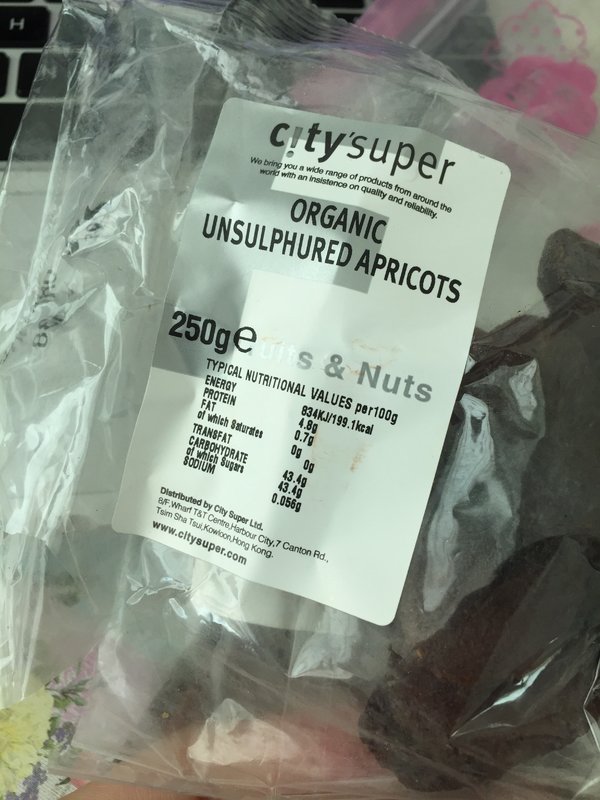 H
city'super
We bring you a wide range of products from around the
world with an insistence on quality and reliability.
ORGANIC
UNSULPHURED APRICOTS
250g e
& Nuts
TYPICAL NUTRITIONAL VALUES per100g
ENERGY 834KJ/199.1kcal
PROTEIN 4.8g
FAT 0.7g
of which Saturates 0g
TRANSFAT 0g
CARBOHYDRATE 43.4g
of which Sugars 43.4g
SODIUM 0.056g
Distributed by City Super Ltd.
8/F,Wharf T&T Centre,Harbour City,7 Canton Rd.,
Tsim Sha Tsui,Kowloon,Hong Kong.
www.citysuper.com